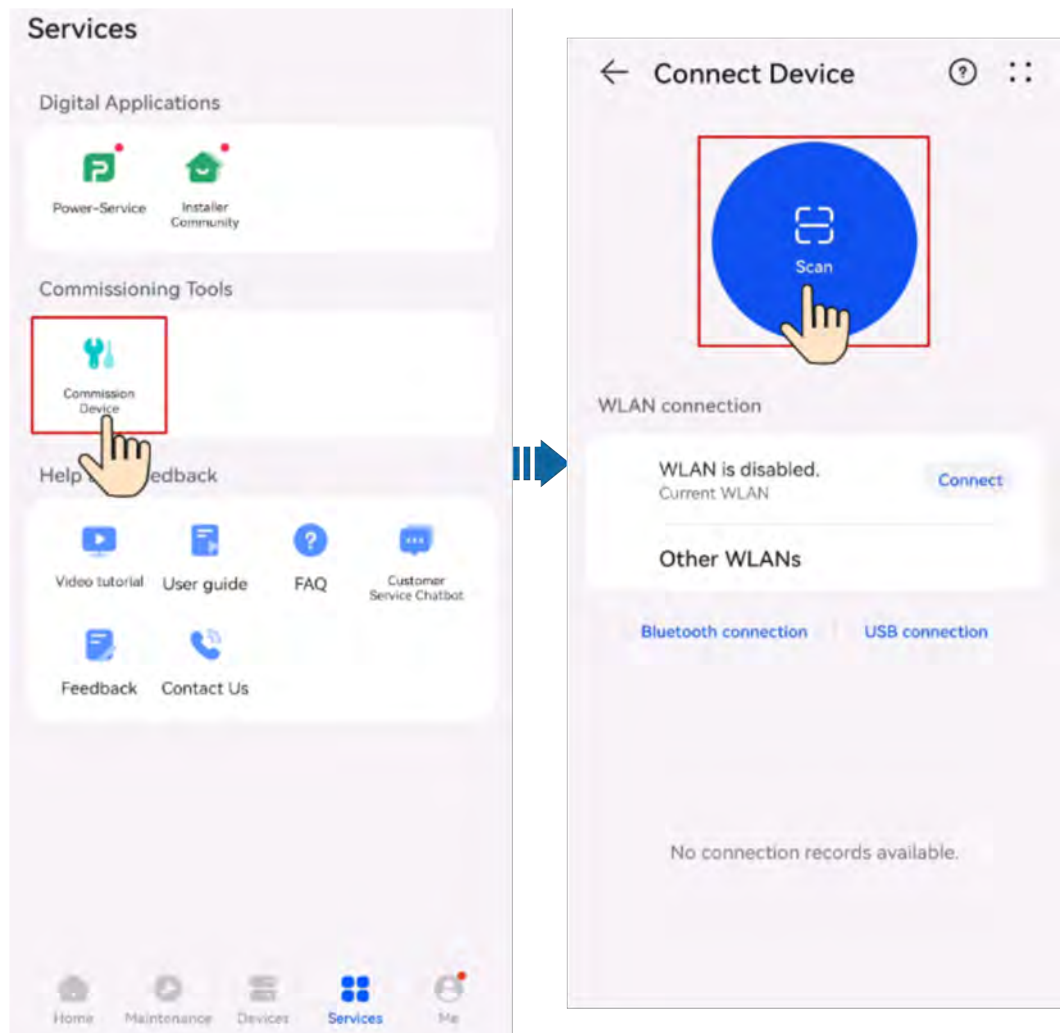 Services
Digital Applications
Power-Service
Installer
Community
Commissioning Tools
Commission
Device
Help edback
Video tutorial
User guide
FAQ
Customer
Service Chatbot
Feedback
Contact Us
Home
Maintenance
Devices
Services
Me
Connect Device
Scan
WLAN connection
WLAN is disabled.
Current WLAN
Connect
Other WLANs
Bluetooth connection
USB connection
No connection records available.